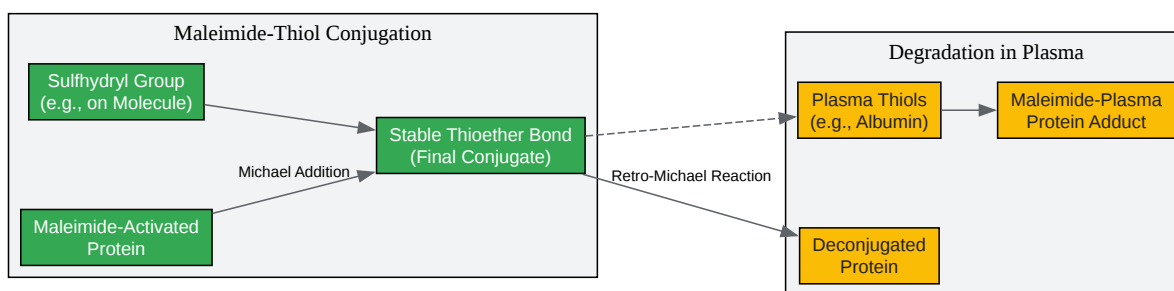 Maleimide-Thiol Conjugation
Sulfhydryl Group
(e.g., on Molecule)
Stable Thioether Bond
(Final Conjugate)
Michael Addition
Maleimide-Activated
Protein
Retro-Michael Reaction
Degradation in Plasma
Plasma Thiols
(e.g., Albumin)
Maleimide-Plasma
Protein Adduct
Deconjugated
Protein